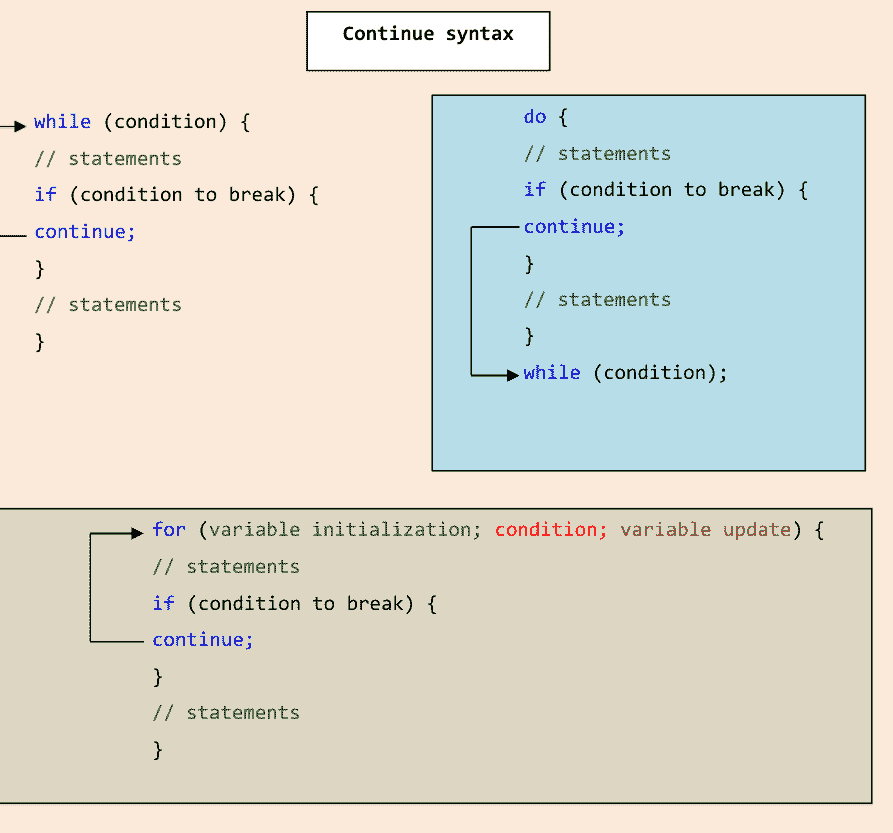 Continue syntax
while (condition) {
// statements
if (condition to break) {
continue;
}
// statements
}
do {
// statements
if (condition to break) {
continue;
}
// statements
}
while (condition);
for (variable initialization; condition; variable update) {
// statements
if (condition to break) {
continue;
}
// statements
}